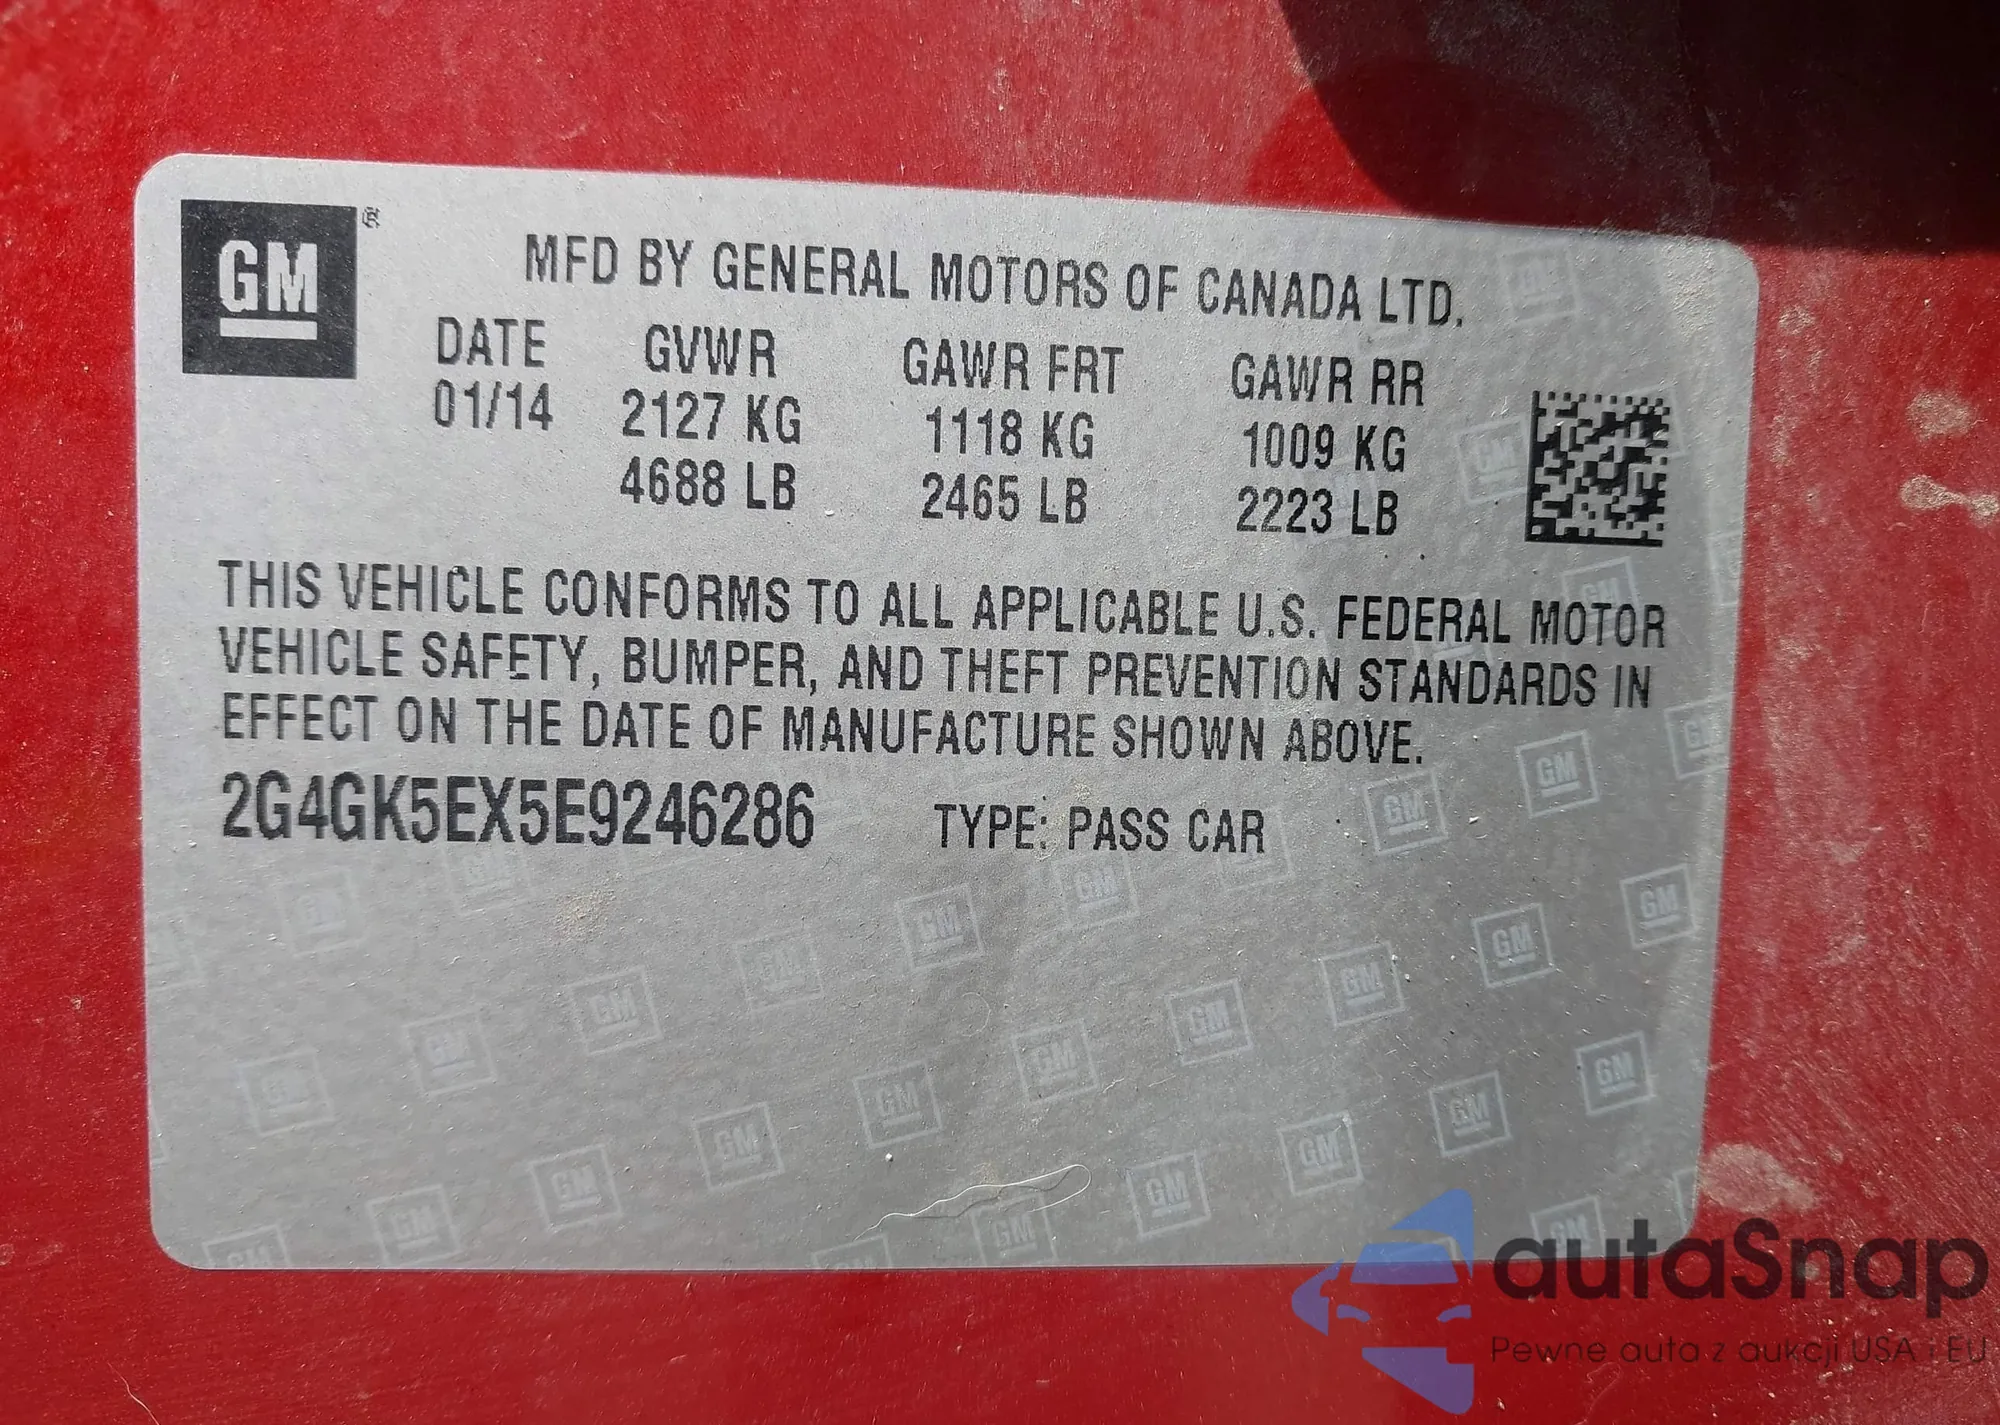 GM ®
MFD BY GENERAL MOTORS OF CANADA LTD.
DATE GVWR GAWR FRT GAWR RR
01/14 2127 KG 1118 KG 1009 KG
4688 LB 2465 LB 2223 LB
THIS VEHICLE CONFORMS TO ALL APPLICABLE U.S. FEDERAL MOTOR
VEHICLE SAFETY, BUMPER, AND THEFT PREVENTION STANDARDS IN
EFFECT ON THE DATE OF MANUFACTURE SHOWN ABOVE.
2G4GK5EX5E9246286 TYPE: PASS CAR
autaSnap
Pewne auta z aukcji USA i EU